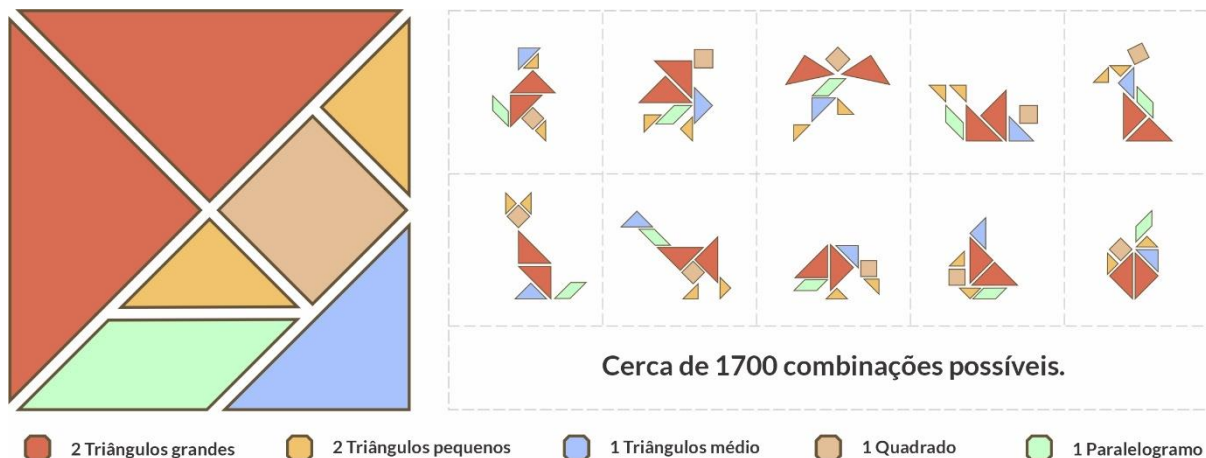 Cerca de 1700 combinações possíveis.
2 Triângulos grandes
2 Triângulos pequenos
1 Triângulos médio
1 Quadrado
1 Paralelogramo